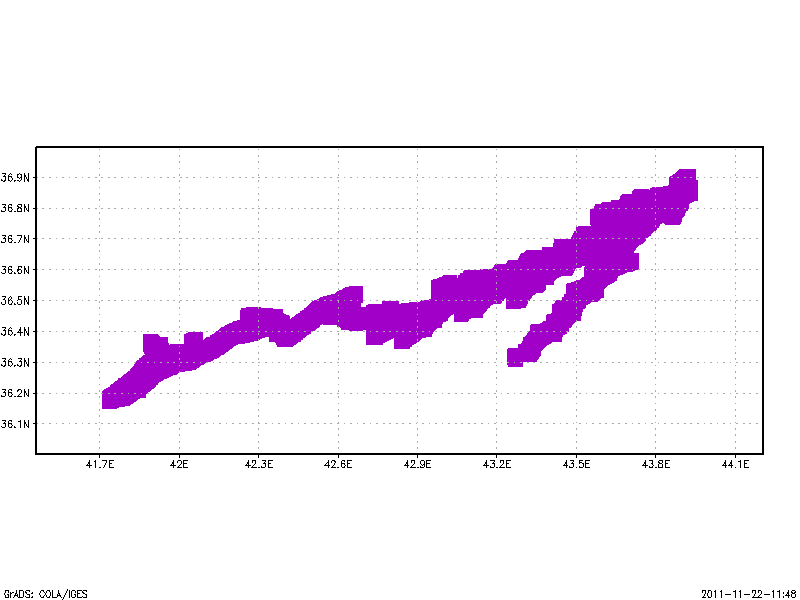 36.9N
36.8N
36.7N
36.6N
36.5N
36.4N
36.3N
36.2N
36.1N
41.7E 42E 42.3E 42.6E 42.9E 43.2E 43.5E 43.8E 44.1E
GrADS: COLA/IGES 2011-11-22-11:48